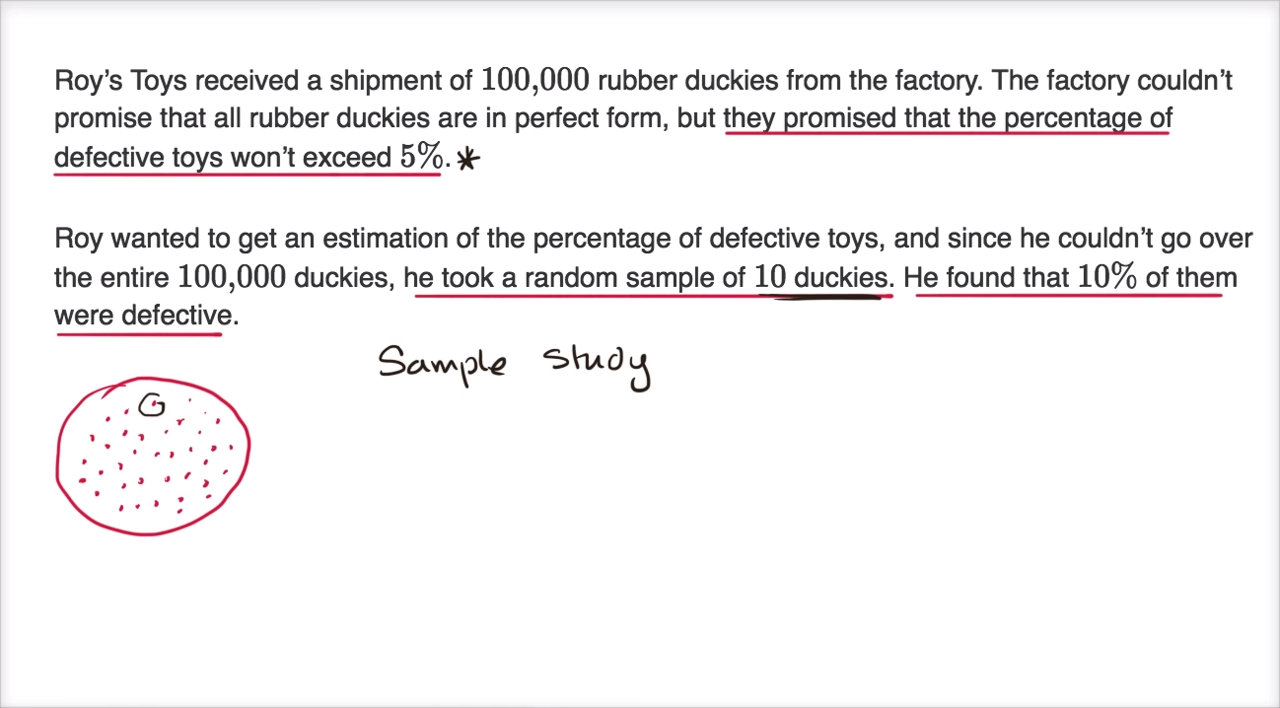 Roy’s Toys received a shipment of 100,000 rubber duckies from the factory. The factory couldn’t
promise that all rubber duckies are in perfect form, but they promised that the percentage of
defective toys won’t exceed 5%. *
Roy wanted to get an estimation of the percentage of defective toys, and since he couldn’t go over
the entire 100,000 duckies, he took a random sample of 10 duckies. He found that 10% of them
were defective.
Sample study